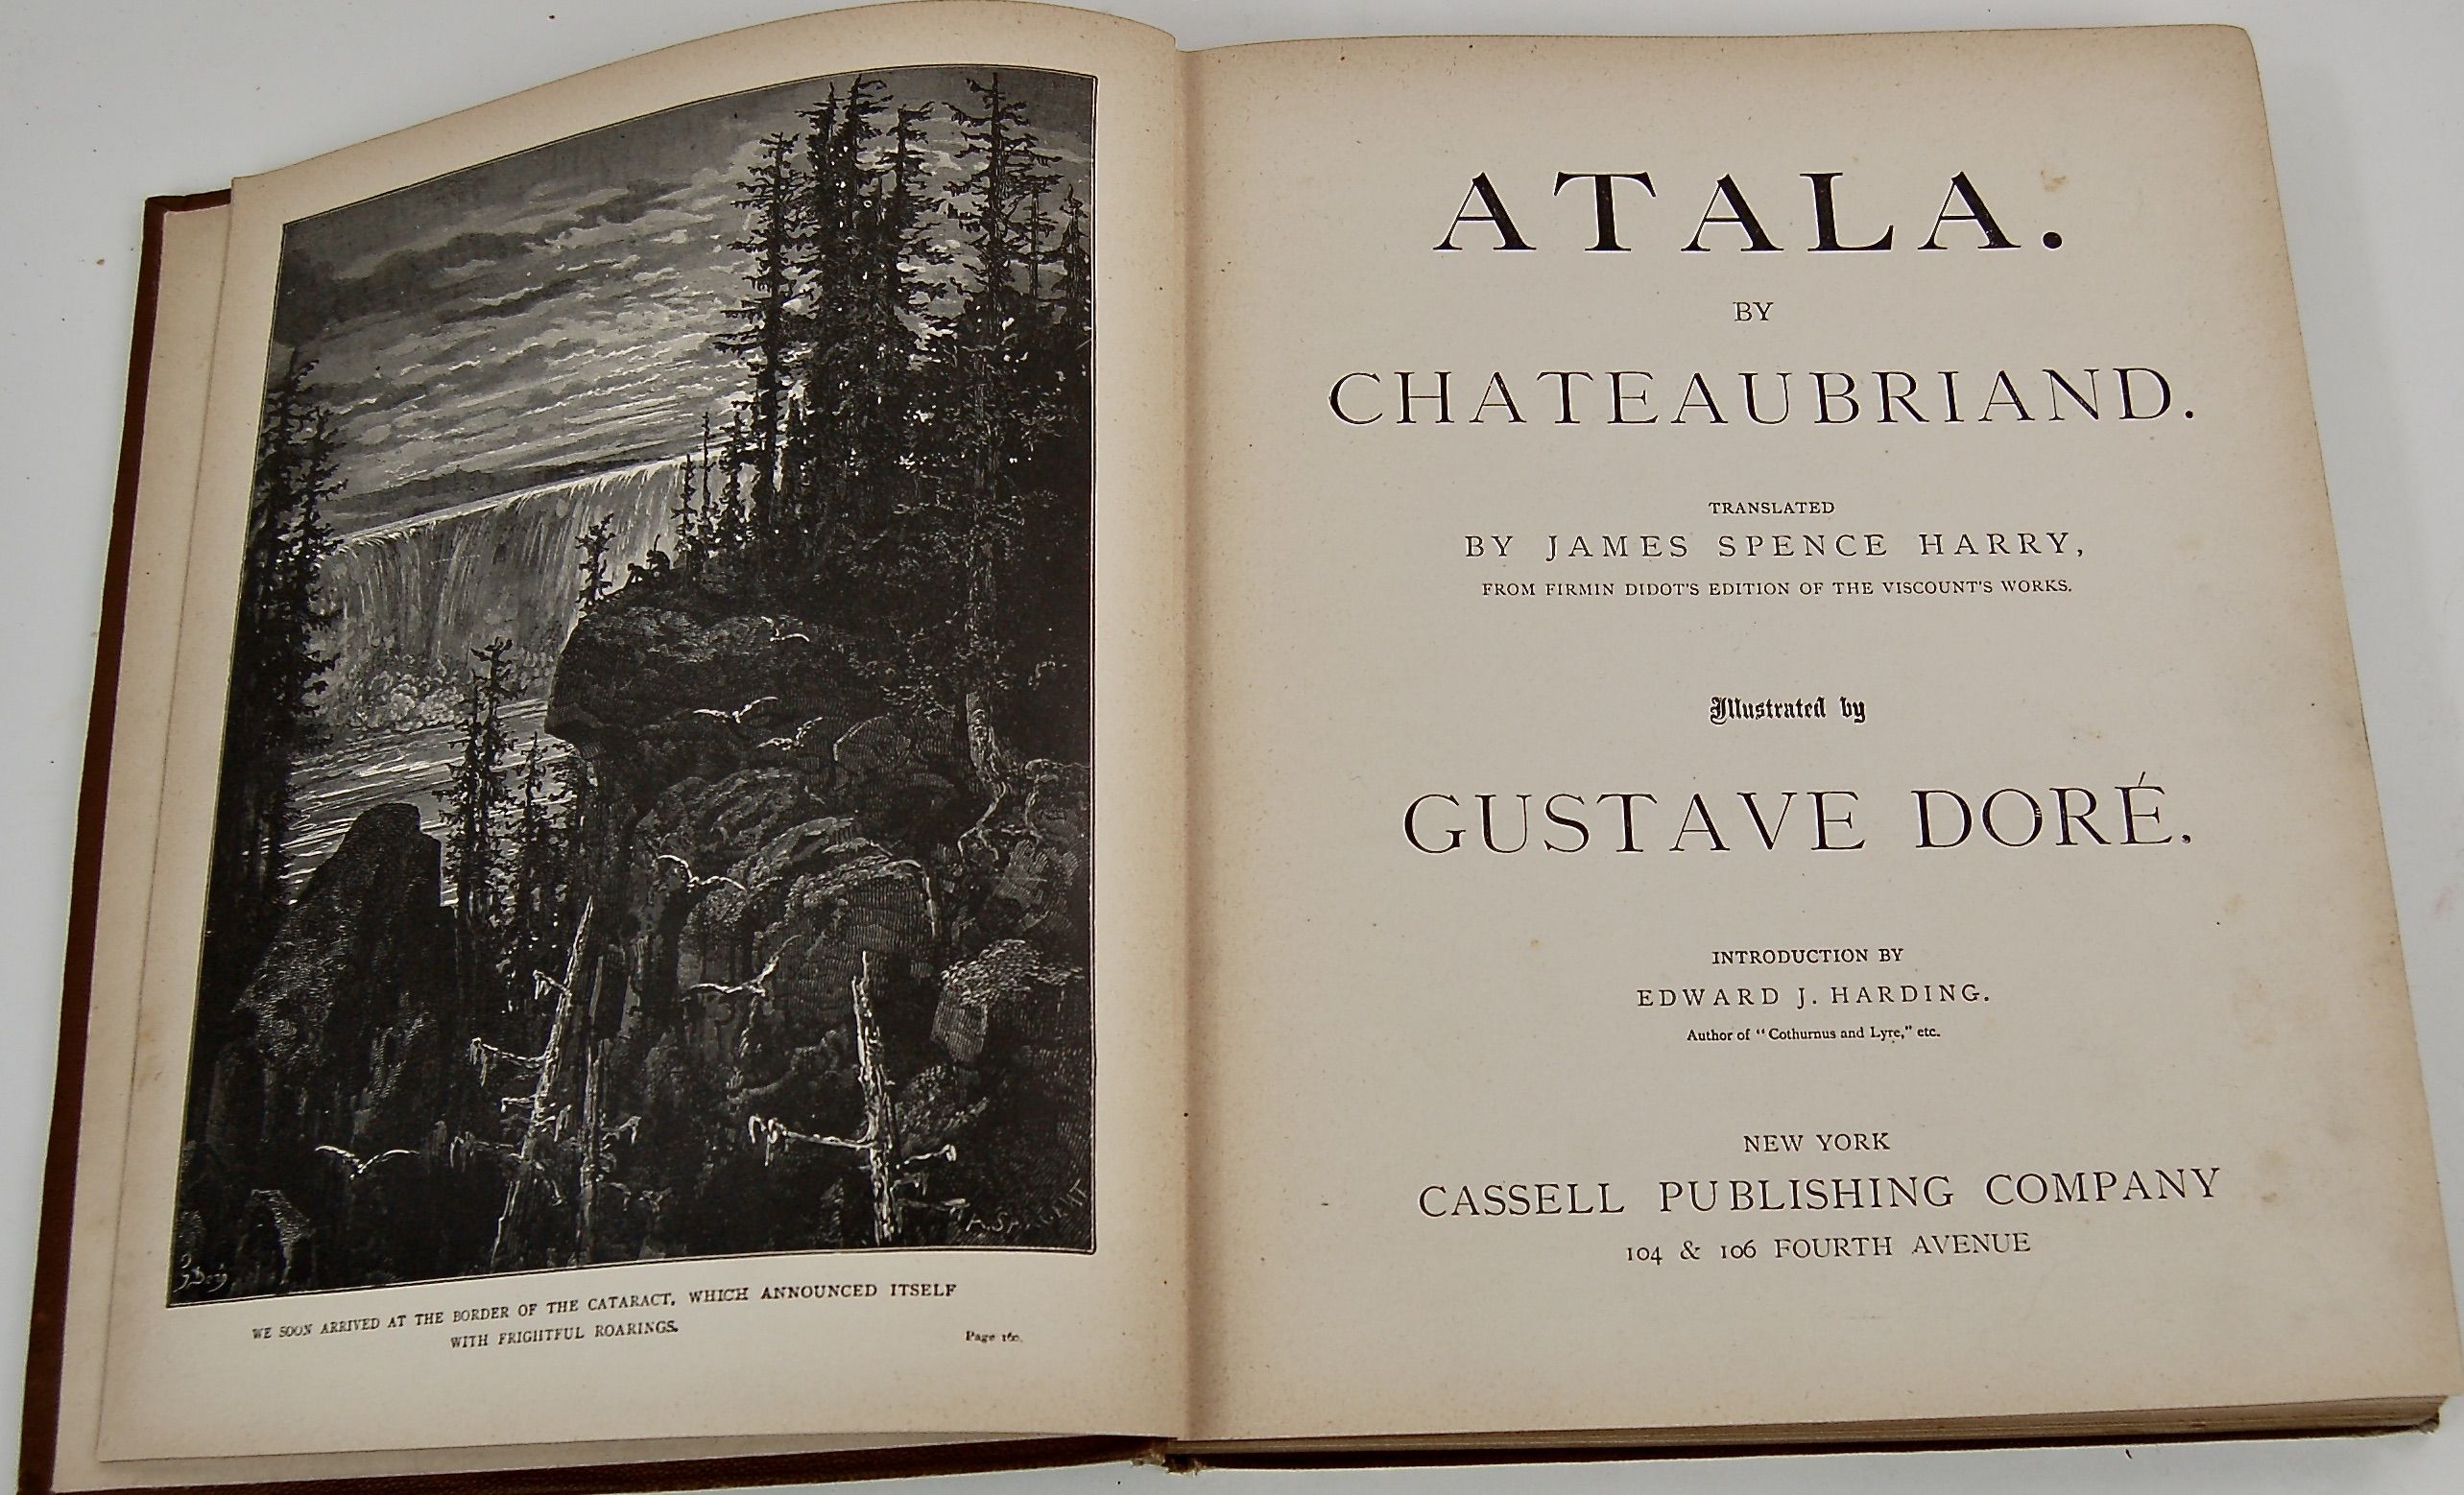 G Doré
WE SOON ARRIVED AT THE BORDER OF THE CATARACT, WHICH ANNOUNCED ITSELF
WITH FRIGHTFUL ROARINGS.
Page
ATALA.
BY
CHATEAUBRIAND.
TRANSLATED
BY JAMES SPENCE HARRY,
FROM FIRMIN DIDOT'S EDITION OF THE VISCOUNT'S WORKS.
Illustrated by
GUSTAVE DORÉ.
INTRODUCTION BY
EDWARD J. HARDING.
Author of "Cothurnus and Lyre," etc.
NEW YORK
CASSELL PUBLISHING COMPANY
104 & 106 FOURTH AVENUE